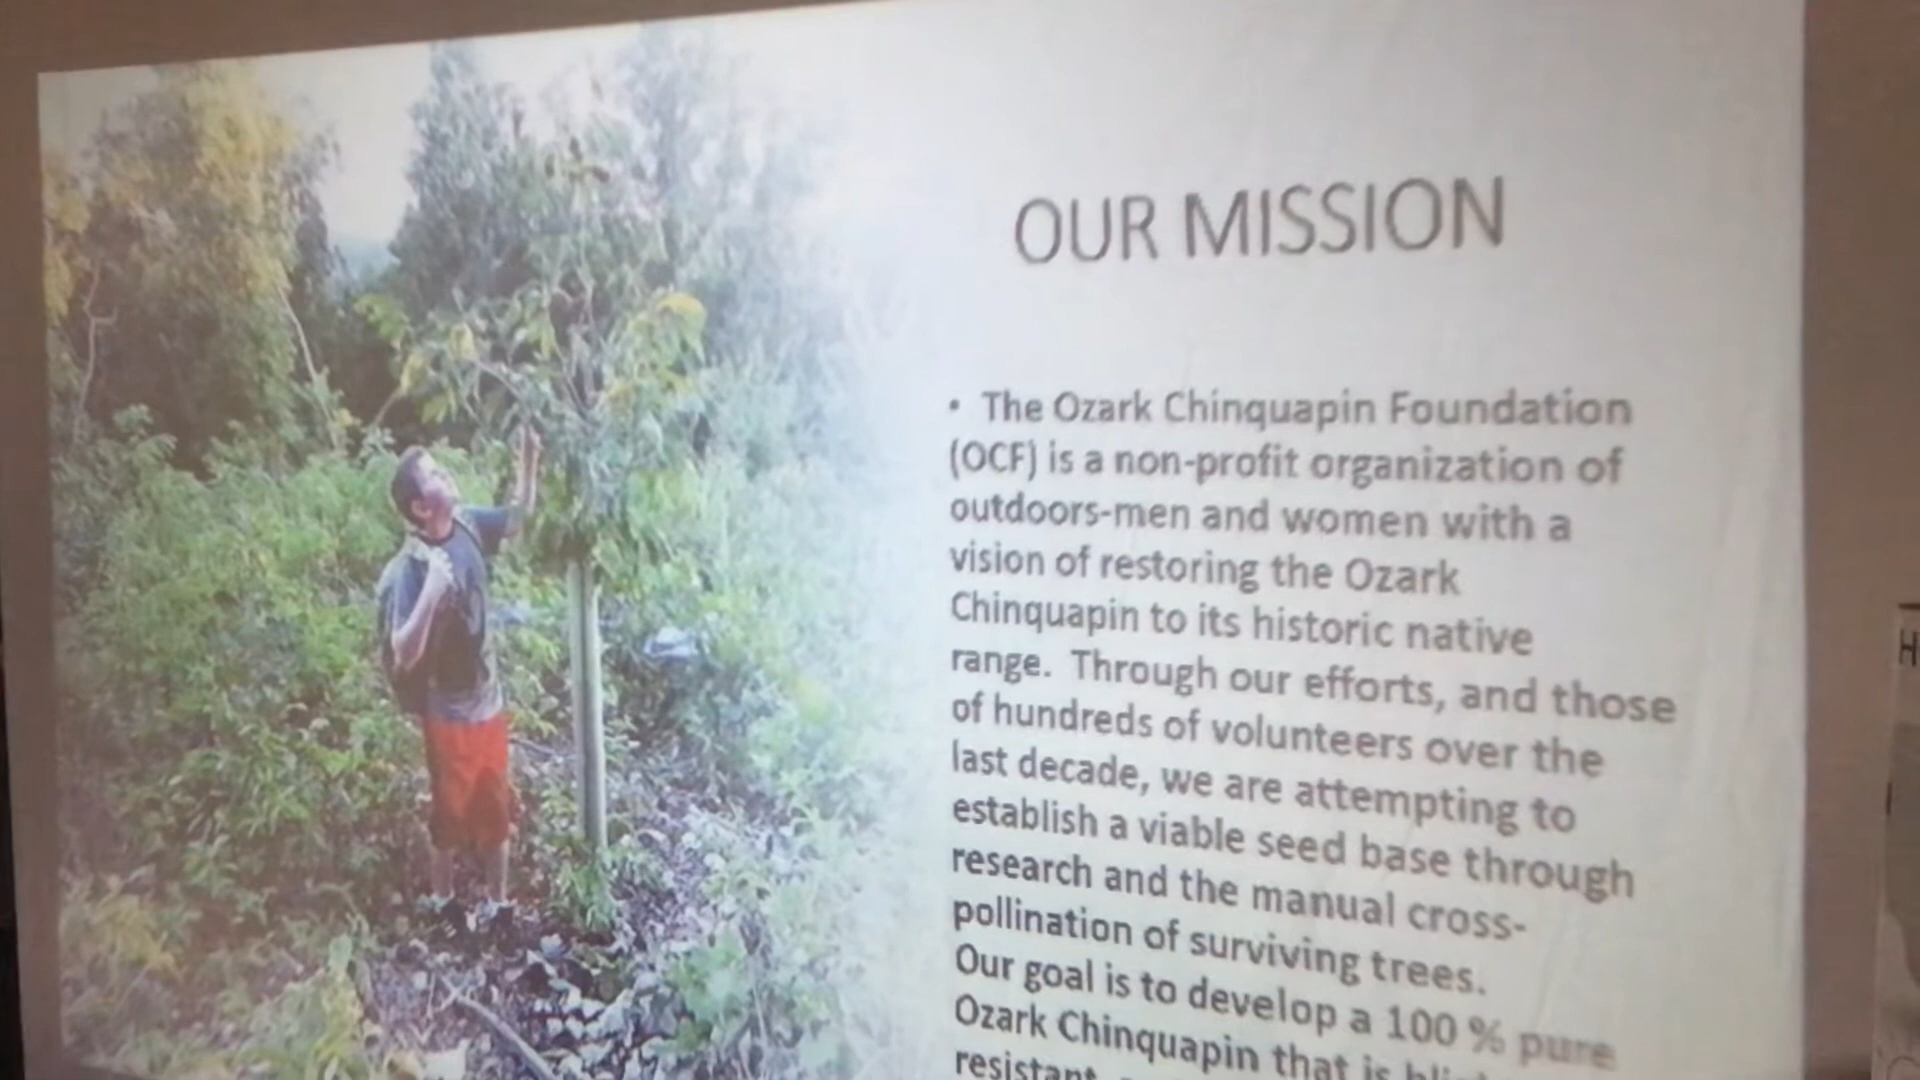 OUR MISSION
• The Ozark Chinquapin Foundation
(OCF) is a non-profit organization of
outdoors-men and women with a
vision of restoring the Ozark
Chinquapin to its historic native
range. Through our efforts, and those
of hundreds of volunteers over the
last decade, we are attempting to
establish a viable seed base through
research and the manual cross-
pollination of surviving trees.
Our goal is to develop a 100 % pure
Ozark Chinquapin that is
resistant
H